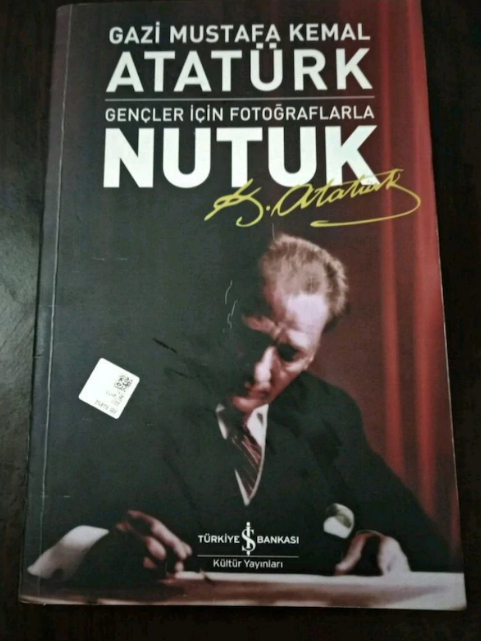 GAZİ MUSTAFA KEMAL
ATATÜRK
GENÇLER İÇİN FOTOĞRAFLARLA
NUTUK
K. Atatürk
TÜRKİYE İŞ BANKASI
Kültür Yayınları